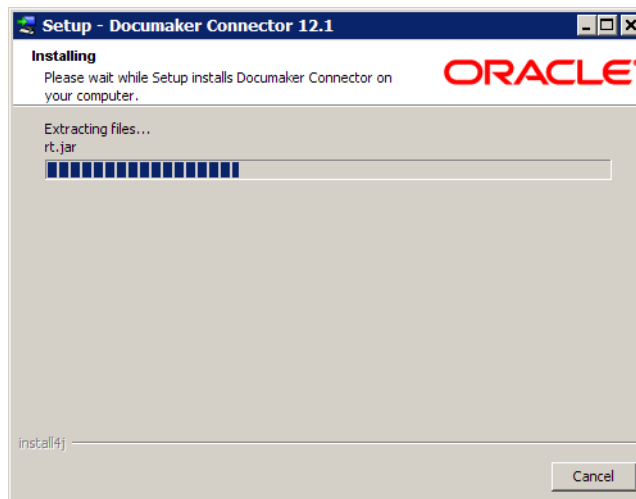 Setup - Documaker Connector 12.1
Installing
Please wait while Setup installs Documaker Connector on
your computer.
ORACLE
Extracting files...
rt.jar
install4j
Cancel